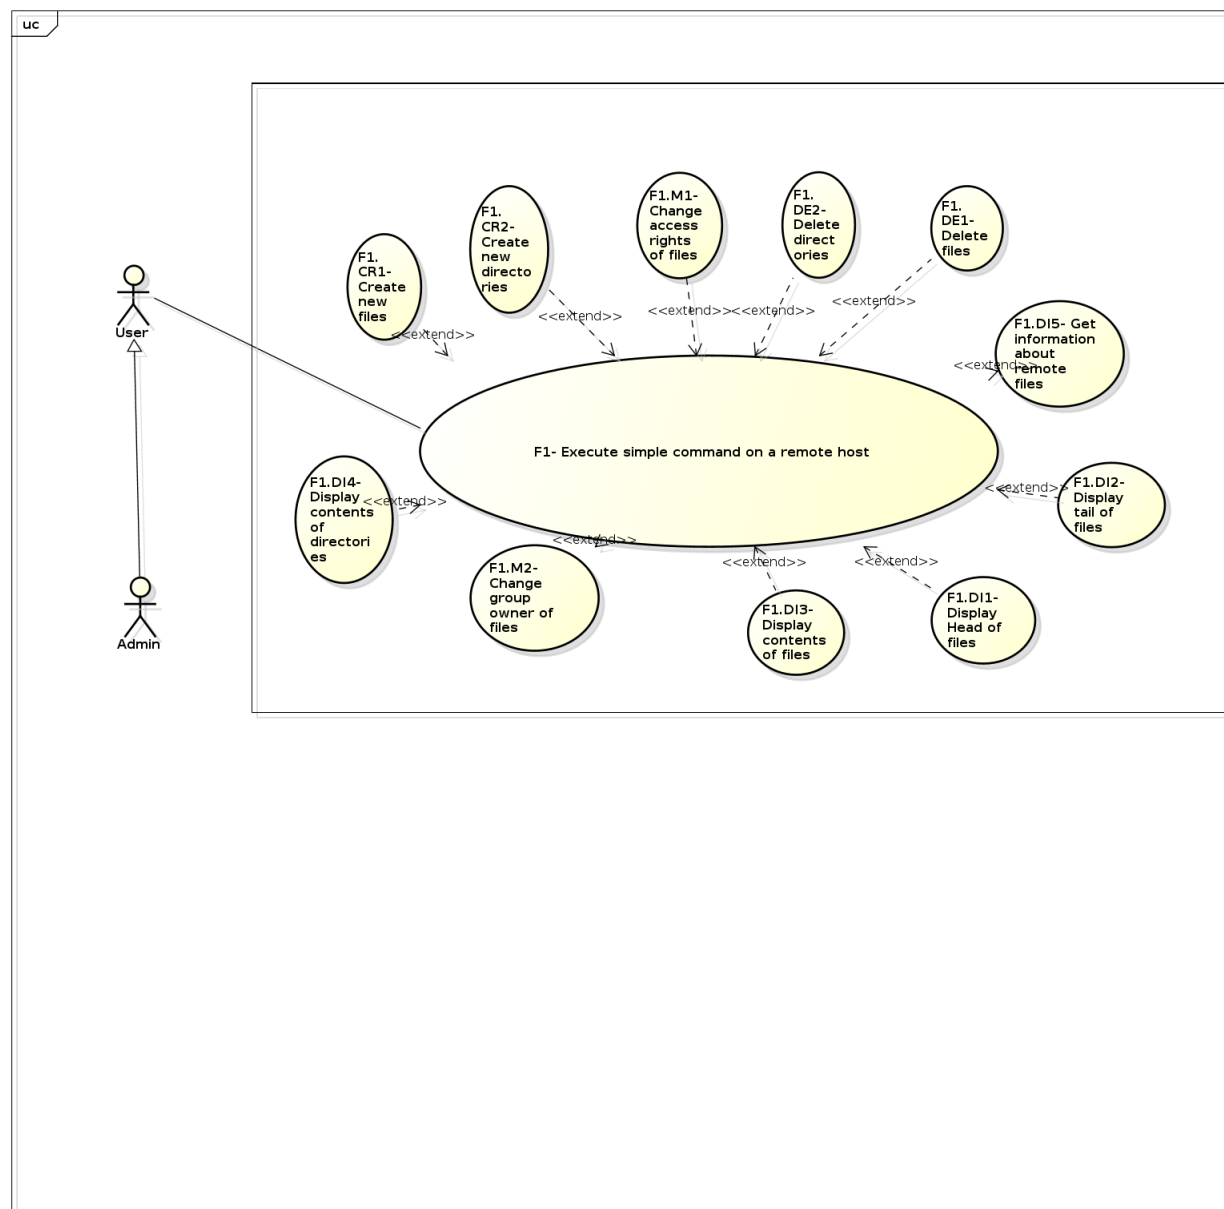 uc
F1.M1-
Change
access
rights
of files
F1.
DE2-
Delete
direct
ories
F1.
DE1-
Delete
files
F1.
CR2-
Create
new
directo
ries
F1.
CR1-
Create
new
files
User
<<extend>>
<<extend>>
<<extend>>
<<extend>>
<<extend>>
F1.DI5- Get
information
about
remote
files
<<extend>>
F1- Execute simple command on a remote host
F1.DI4-
Display
contents
of
directori
es
<<extend>>
<<extend>>
F1.DI2-
Display
tail of
files
<<extend>>
<<extend>>
<<extend>>
F1.M2-
Change
group
owner of
files
F1.DI3-
Display
contents
of files
F1.DI1-
Display
Head of
files
Admin